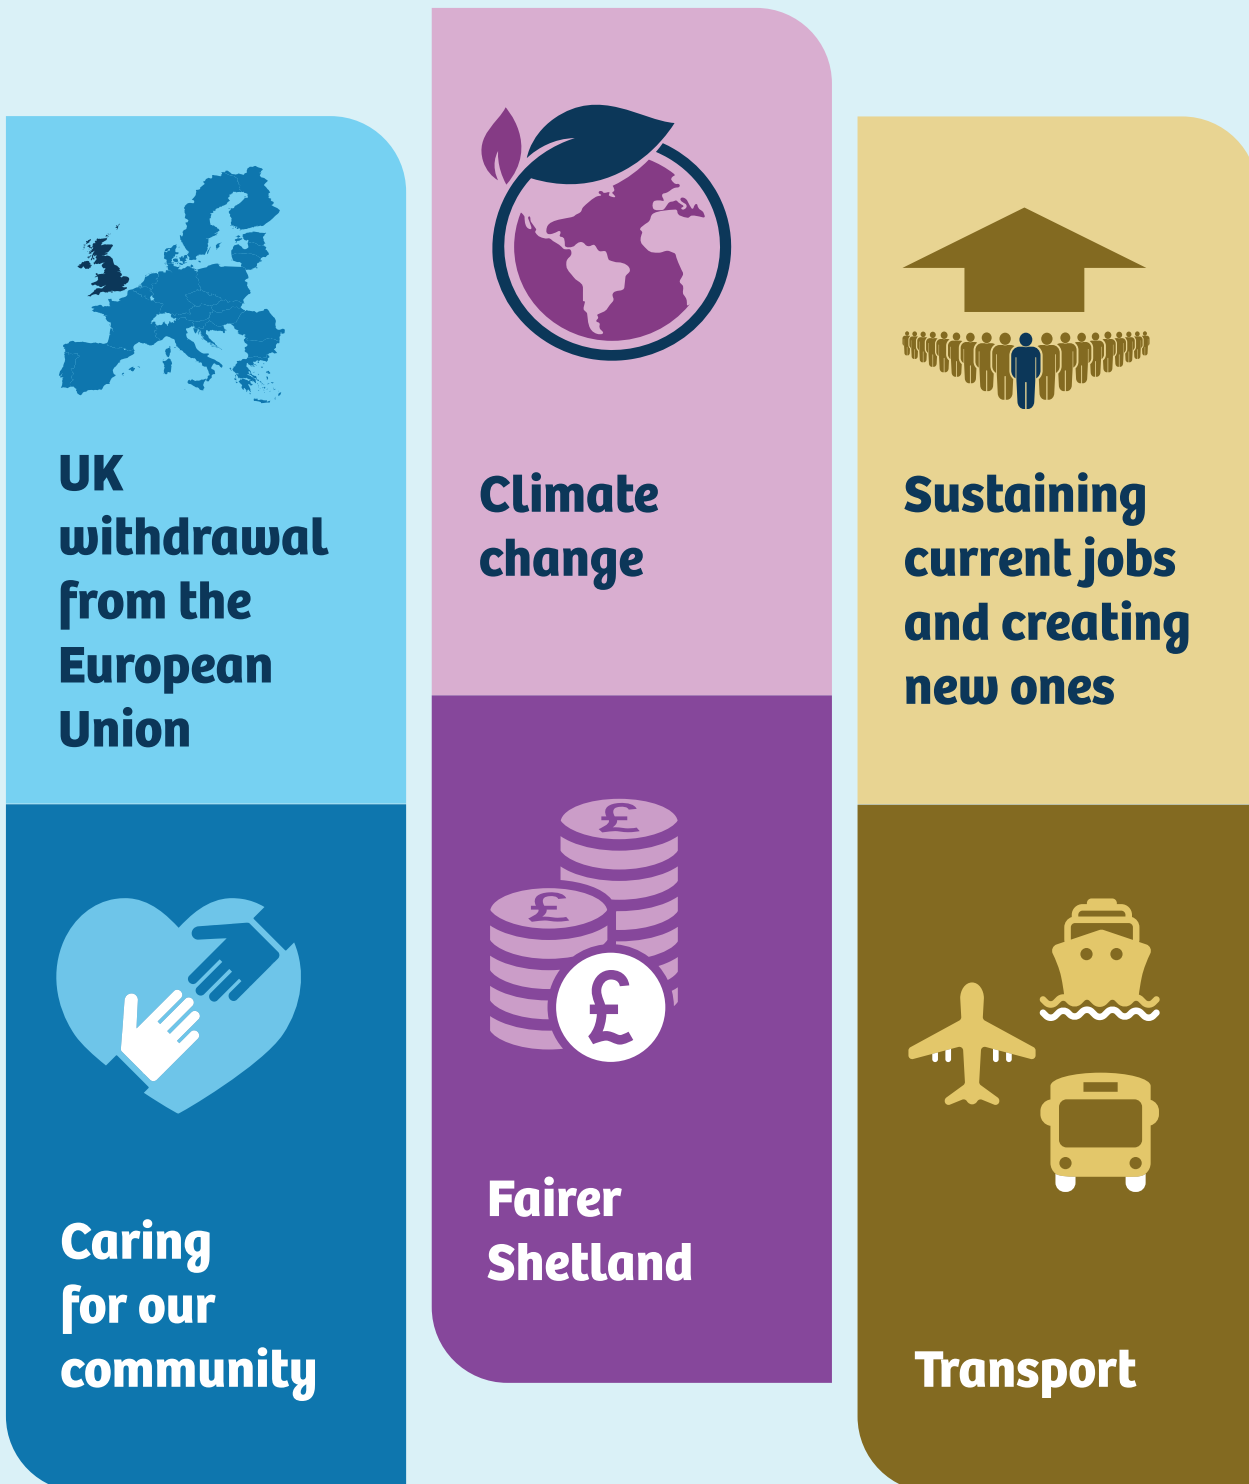 UK
withdrawal
from the
European
Union
Climate
change
Sustaining
current jobs
and creating
new ones
Caring
for our
community
£
£
£
Fairer
Shetland
Transport